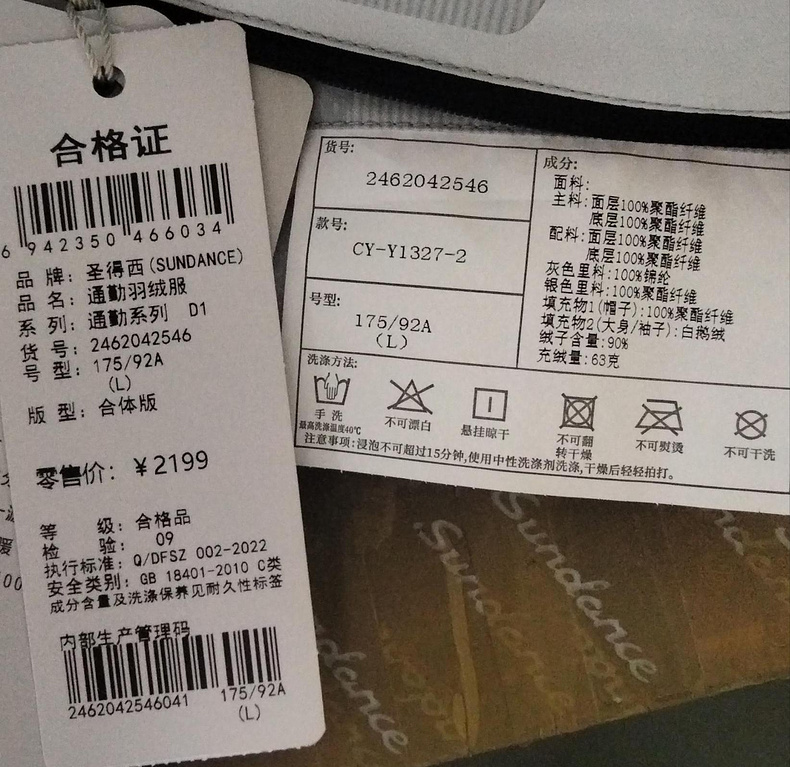 合格证
6 942350 466034
品 牌: 圣得西(SUNDANCE)
品 名: 通勤羽绒服
系 列: 通勤系列 D1
货 号: 2462042546
号 型: 175/92A
(L)
版 型: 合体版
零售价: ¥2199
等 级: 合格品
检 验: 09
执行标准: Q/DFSZ 002-2022
安全类别: GB 18401-2010 C类
成分含量及洗涤保养见耐久性标签
内部生产管理码
2462042546041 175/92A
(L)
货号:
2462042546
款号:
CY-Y1327-2
号型:
175/92A
(L)
成分:
面料:
主料:面层100%聚酯纤维
底层100%聚酯纤维
配料:面层100%聚酯纤维
底层100%聚酯纤维
灰色里料:100%锦纶
银色里料:100%聚酯纤维
填充物1(帽子):100%聚酯纤维
填充物2(大身/袖子):白鹅绒
绒子含量:90%
充绒量:63克
洗涤方法:
手 洗
最高洗涤温度40℃
不可漂白
悬挂晾干
不可翻
转干燥
不可熨烫
不可干洗
注意事项:浸泡不可超过15分钟,使用中性洗涤剂洗涤,干燥后轻轻拍打。
Sundance
Sundance
dance